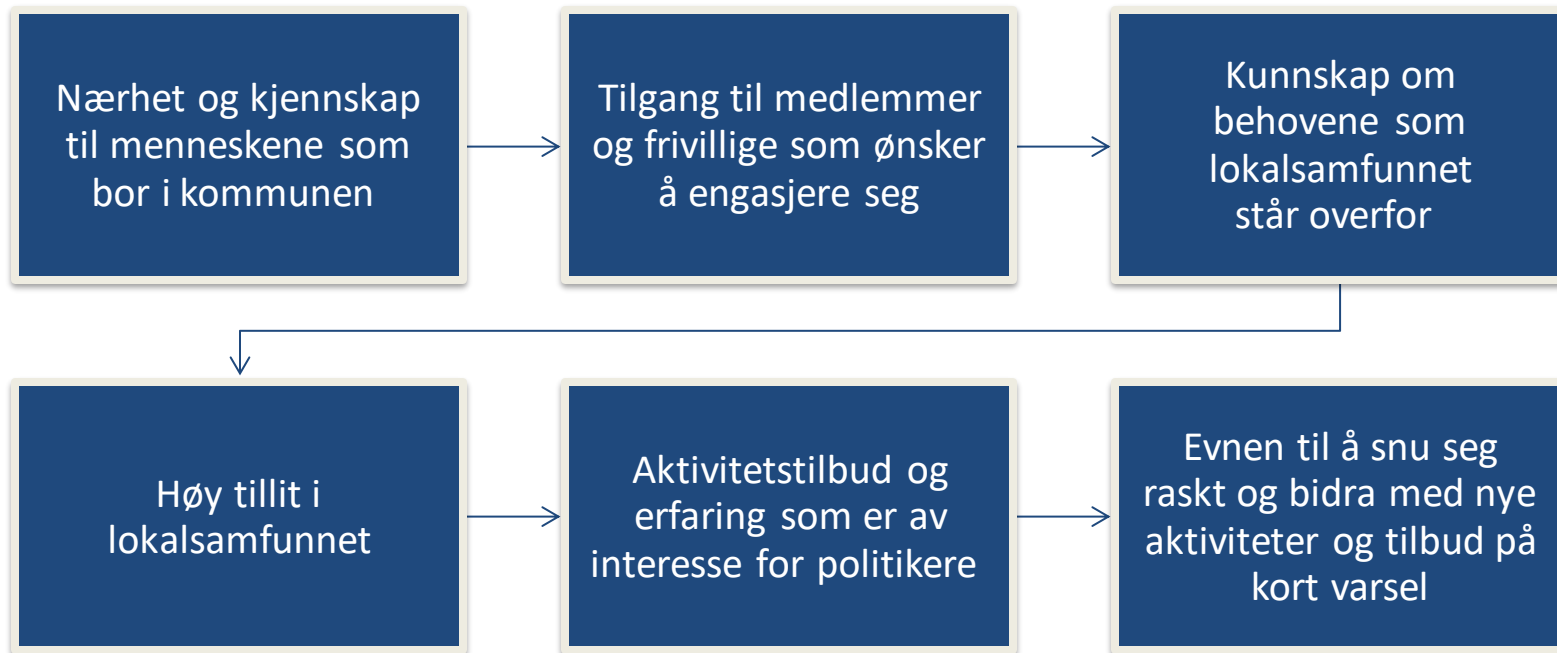 Nærhet og kjennskap
til menneskene som
bor i kommunen
Tilgang til medlemmer
og frivillige som ønsker
å engasjere seg
Kunnskap om
behovene som
lokalsamfunnet
står overfor
Høy tillit i
lokalsamfunnet
Aktivitetstilbud og
erfaring som er av
interesse for politikere
Evnen til å snu seg
raskt og bidra med nye
aktiviteter og tilbud på
kort varsel